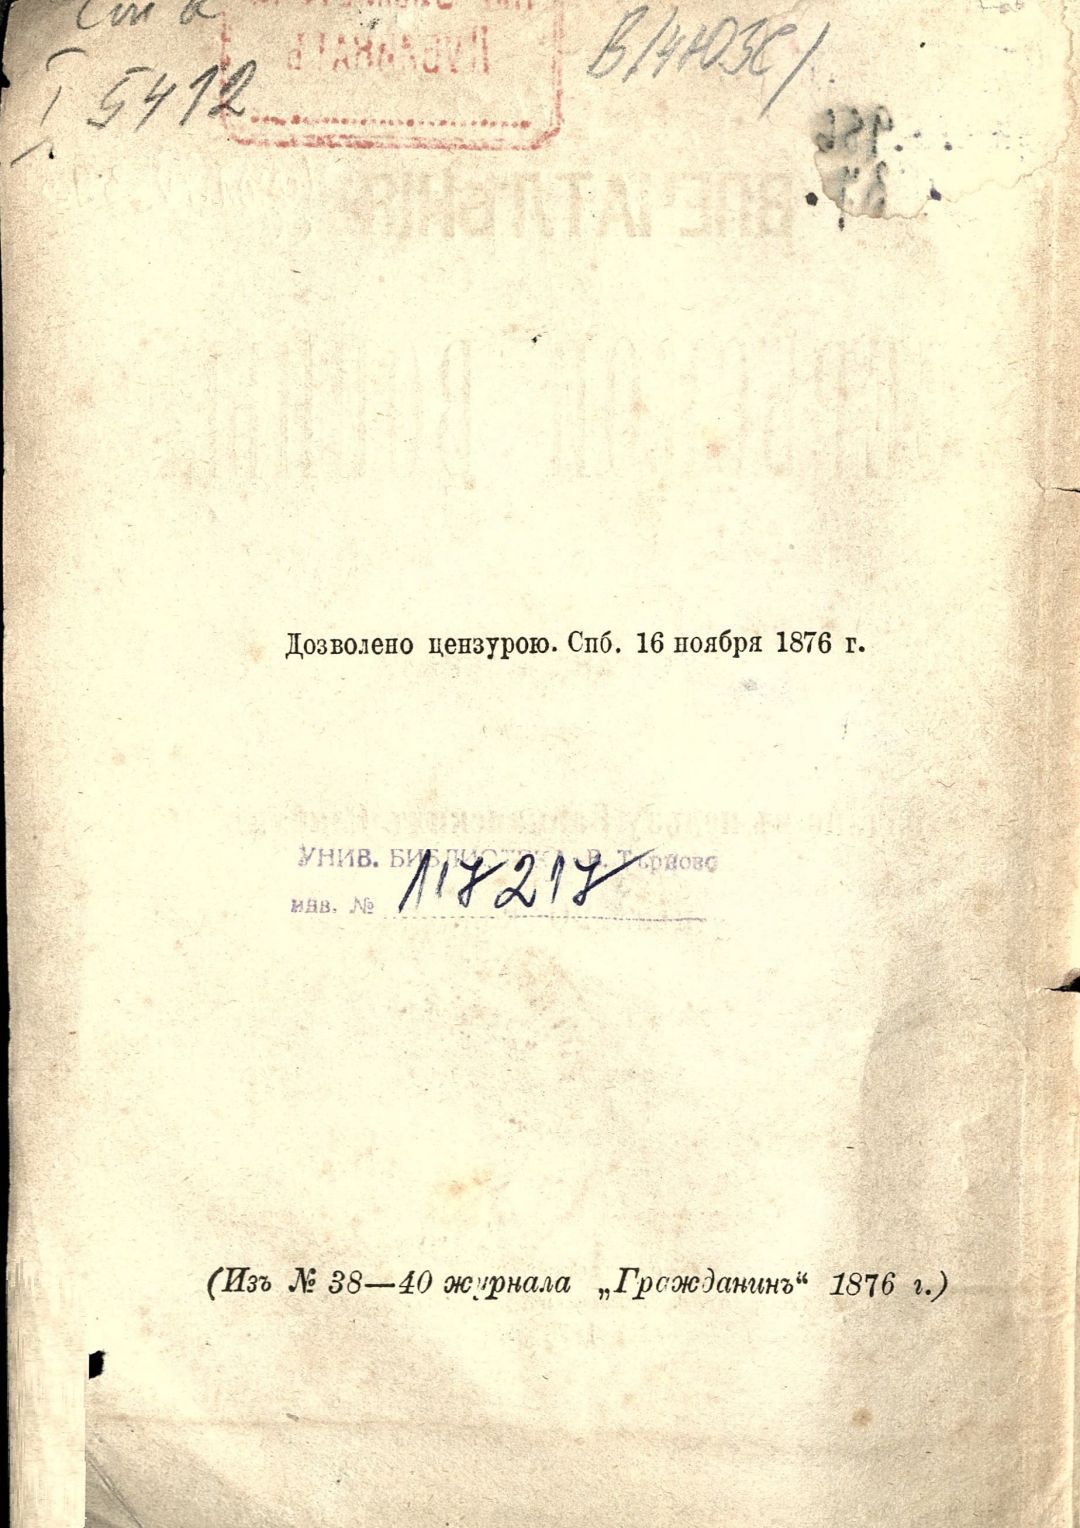 5412
Дозволено цензурою. Спб. 16 ноября 1876 г.
УНИВ. БИБЛИОТЕКА В. Търново
инв. № 117217
(Изъ № 38—40 журнала „Гражданинъ“ 1876 г.)